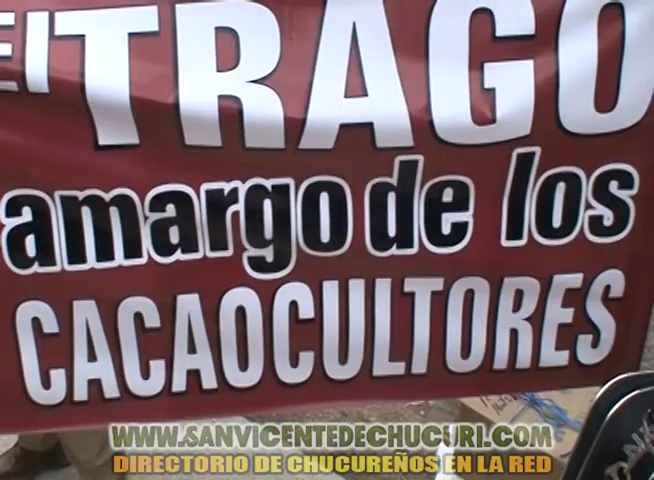 El TRAGO
amargo de los
CACAOCULTORES
WWW.SANVICENTEDECHUCURI.COM
DIRECTORIO DE CHUCUREÑOS EN LA RED